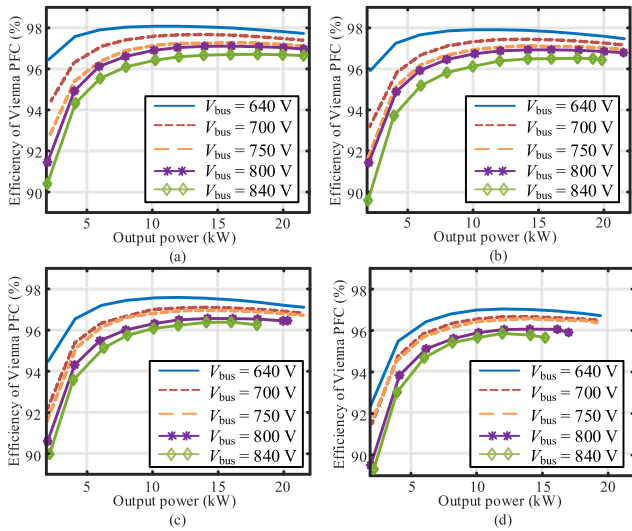 Efficiency of Vienna PFC (%)
98
96
94
92
90
V_bus = 640 V
V_bus = 700 V
V_bus = 750 V
V_bus = 800 V
V_bus = 840 V
5 10 15 20
Output power (kW)
(a)
Efficiency of Vienna PFC (%)
98
96
94
92
90
V_bus = 640 V
V_bus = 700 V
V_bus = 750 V
V_bus = 800 V
V_bus = 840 V
5 10 15 20
Output power (kW)
(b)
Efficiency of Vienna PFC (%)
98
96
94
92
90
V_bus = 640 V
V_bus = 700 V
V_bus = 750 V
V_bus = 800 V
V_bus = 840 V
5 10 15 20
Output power (kW)
(c)
Efficiency of Vienna PFC (%)
98
96
94
92
90
V_bus = 640 V
V_bus = 700 V
V_bus = 750 V
V_bus = 800 V
V_bus = 840 V
5 10 15 20
Output power (kW)
(d)